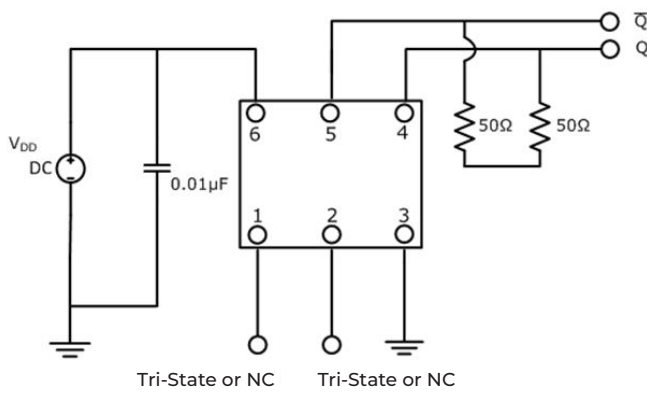 Q̅
Q
6 5 4
50Ω 50Ω
VDD
DC
0.01µF
1 2 3
Tri-State or NC Tri-State or NC